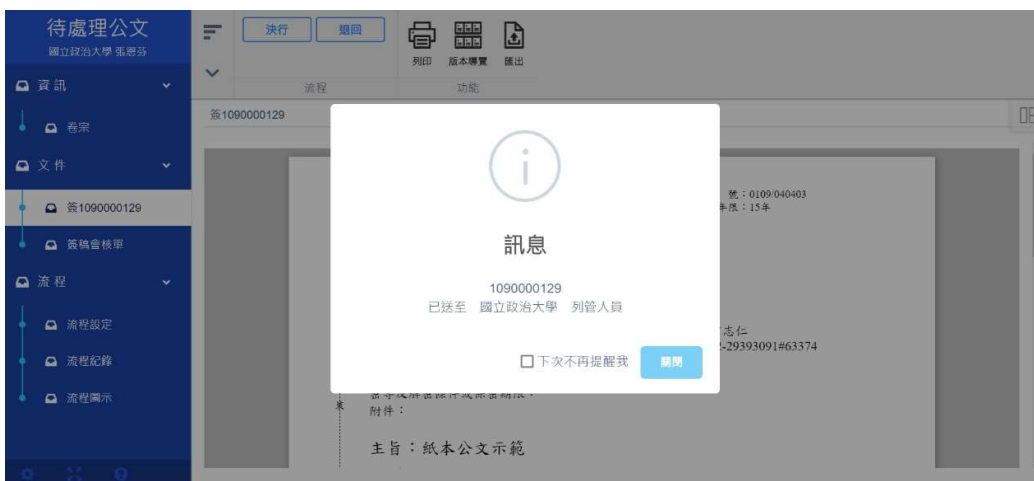 待處理公文
國立政治大學 張恩芬
資訊
卷宗
文件
簽1090000129
簽稿會核單
流程
流程設定
流程紀錄
流程圖示
決行
退回
流程
列印
版本導覽
匯出
功能
簽1090000129
號：0109/040403
年限：15年
訊息
1090000129
已送至 國立政治大學 列管人員
下次不再提醒我
關閉
志仁
-29393091#63374
附件：
主旨：紙本公文示範